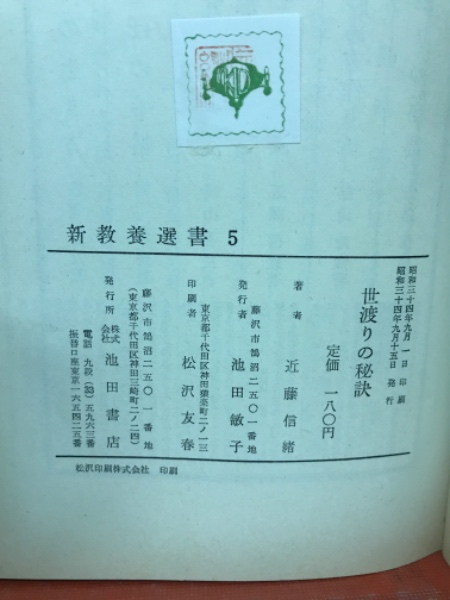 新教養選書 5
昭和三十四年九月一日 印刷
昭和三十四年九月十五日 発行
世渡りの秘訣
定価 一八〇円
著者 近藤信緒
藤沢市鵠沼二五〇一番地
発行者 池田敏子
東京都千代田区神田猿楽町二ノ一三
印刷者 松沢友春
藤沢市鵠沼二五〇一番地
(東京都千代田区神田三崎町二ノ二四)
発行所 株式会社 池田書店
電話 九段(33)五九六三番
振替口座東京一六五四二五番
松沢印刷株式会社 印刷